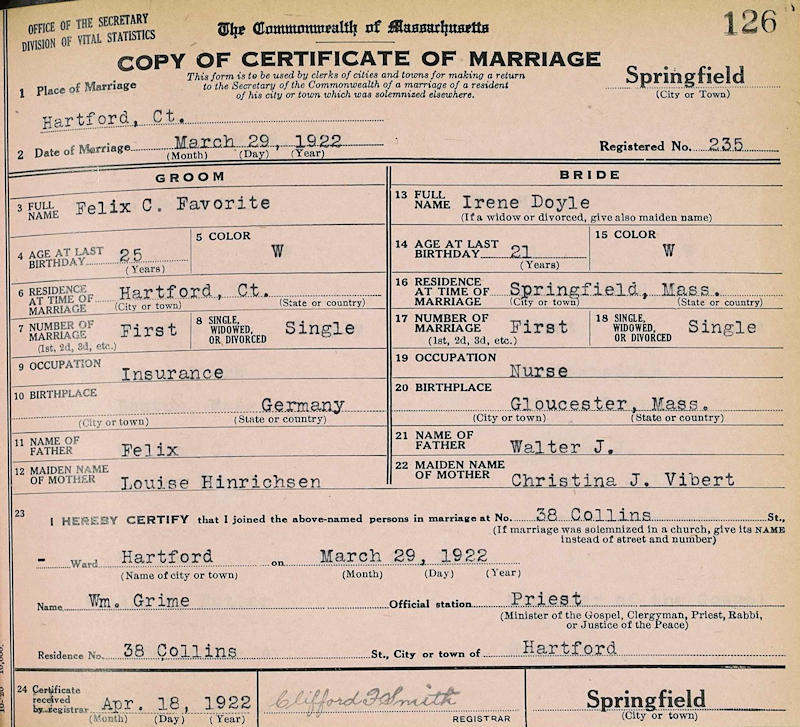 OFFICE OF THE SECRETARY
DIVISION OF VITAL STATISTICS
The Commonwealth of Massachusetts
126
COPY OF CERTIFICATE OF MARRIAGE
This form is to be used by clerks of cities and towns for making a return
to the Secretary of the Commonwealth of a marriage of a resident
of his city or town which was solemnized elsewhere.
Springfield
(City or Town)
1 Place of Marriage
Hartford, Ct.
2 Date of Marriage March 29, 1922
(Month) (Day) (Year)
Registered No. 235
GROOM
3 FULL NAME Felix C. Favorite
4 AGE AT LAST BIRTHDAY 25
(Years)
5 COLOR W
6 RESIDENCE AT TIME OF MARRIAGE Hartford, Ct.
(City or town) (State or country)
7 NUMBER OF MARRIAGE First
(1st, 2d, 3d, etc.)
8 SINGLE, WIDOWED, OR DIVORCED Single
9 OCCUPATION Insurance
10 BIRTHPLACE Germany
(City or town) (State or country)
11 NAME OF FATHER Felix
12 MAIDEN NAME OF MOTHER Louise Hinrichsen
BRIDE
13 FULL NAME Irene Doyle
(If a widow or divorced, give also maiden name)
14 AGE AT LAST BIRTHDAY 21
(Years)
15 COLOR W
16 RESIDENCE AT TIME OF MARRIAGE Springfield, Mass.
(City or town) (State or country)
17 NUMBER OF MARRIAGE First
(1st, 2d, 3d, etc.)
18 SINGLE, WIDOWED, OR DIVORCED Single
19 OCCUPATION Nurse
20 BIRTHPLACE Gloucester, Mass.
(City or town) (State or country)
21 NAME OF FATHER Walter J.
22 MAIDEN NAME OF MOTHER Christina J. Vibert
23 I HEREBY CERTIFY that I joined the above-named persons in marriage at No. 38 Collins St.,
(If marriage was solemnized in a church, give its NAME
instead of street and number)
- Ward Hartford on March 29, 1922
(Name of city or town) (Month) (Day) (Year)
Name Wm. Grime Official station Priest
(Minister of the Gospel, Clergyman, Priest, Rabbi,
or Justice of the Peace)
Residence No. 38 Collins St., City or town of Hartford
24 Certificate received by registrar Apr. 18, 1922
(Month) (Day) (Year)
Clifford F Smith
REGISTRAR
Springfield
(City or town)